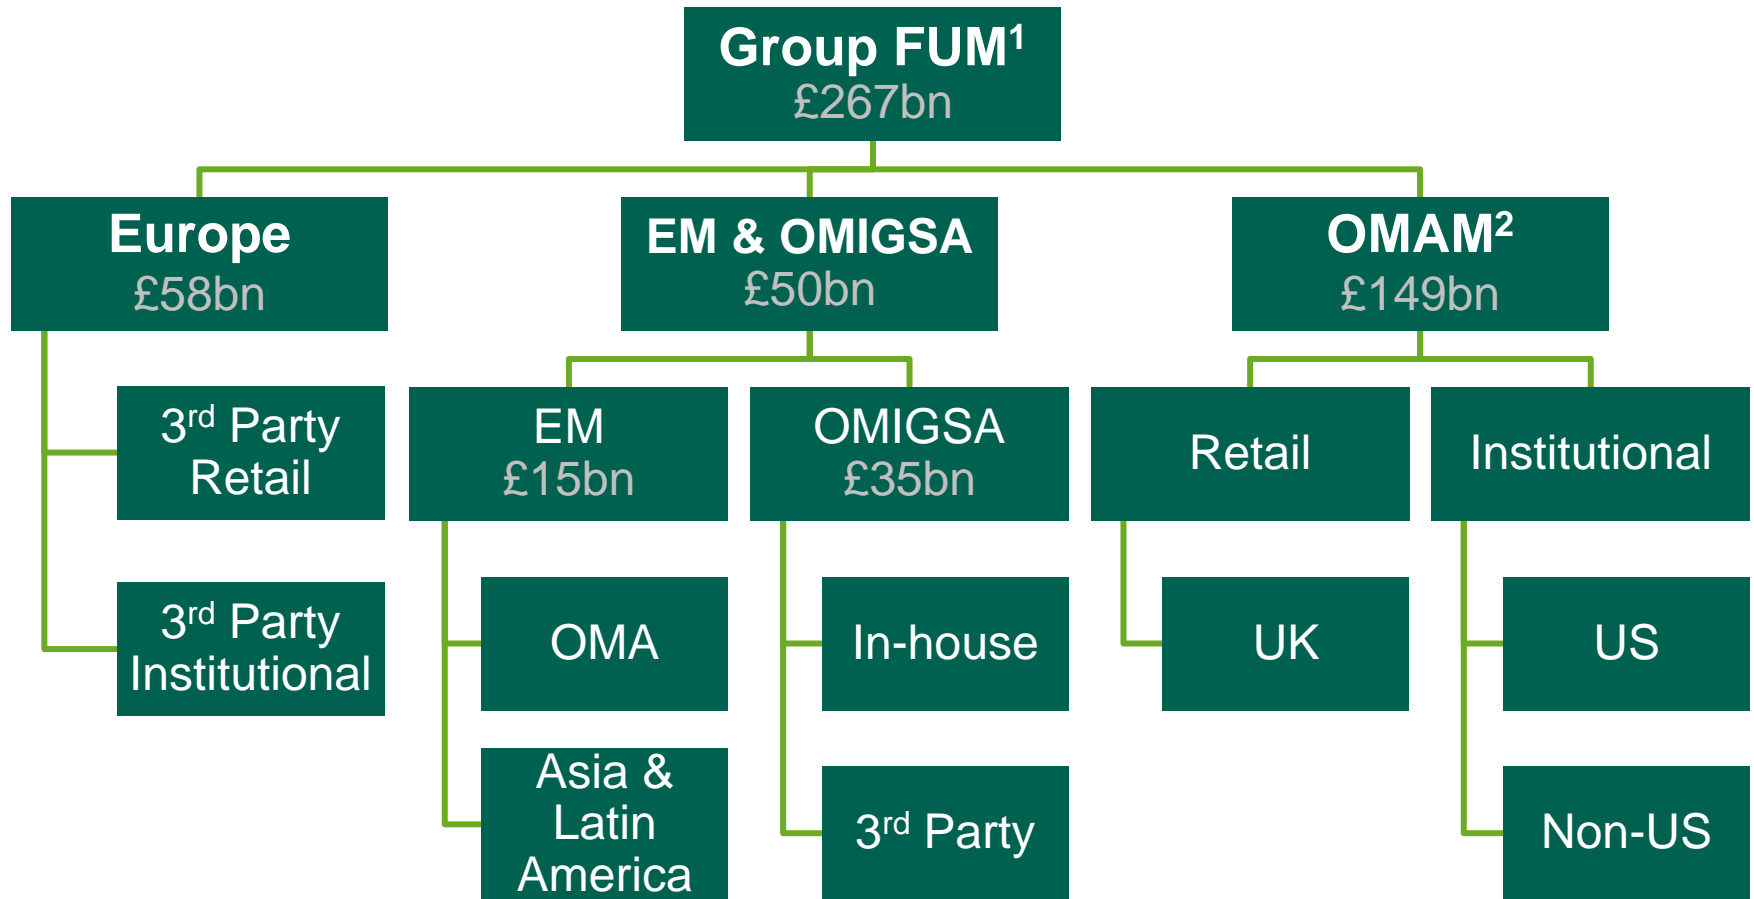 Group FUM¹
£267bn
Europe
£58bn
EM & OMIGSA
£50bn
OMAM²
£149bn
3rd Party
Retail
3rd Party
Institutional
EM
£15bn
OMA
Asia &
Latin
America
OMIGSA
£35bn
In-house
3rd Party
Retail
UK
Institutional
US
Non-US